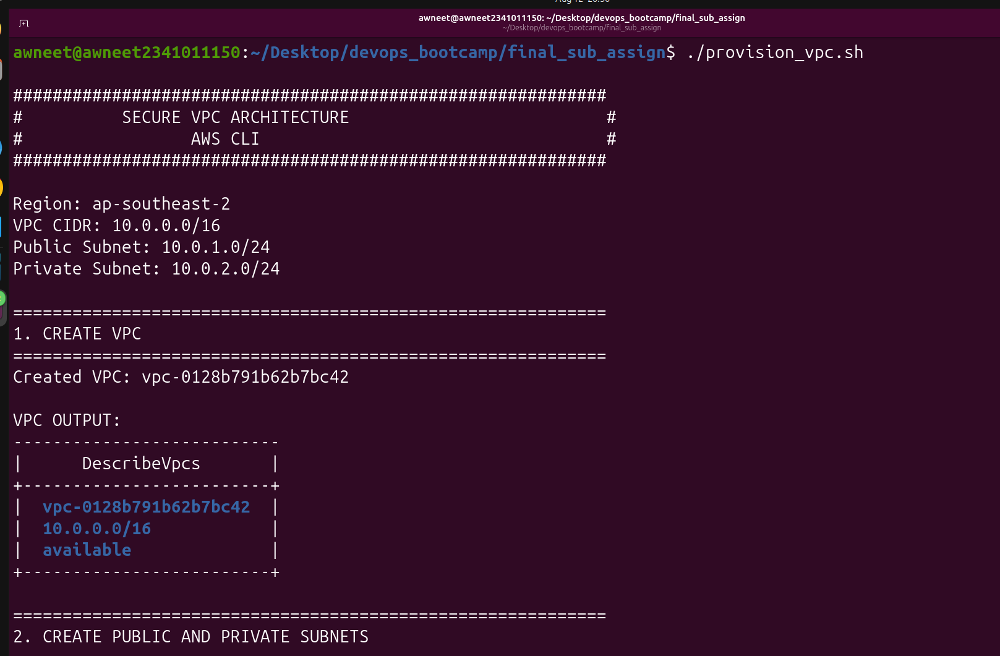 awneet@awneet2341011150: ~/Desktop/devops_bootcamp/final_sub_assign
~/Desktop/devops_bootcamp/final_sub_assign
awneet@awneet2341011150:~/Desktop/devops_bootcamp/final_sub_assign$ ./provision_vpc.sh
############################################################
#          SECURE VPC ARCHITECTURE                          #
#                 AWS CLI                                   #
############################################################
Region: ap-southeast-2
VPC CIDR: 10.0.0.0/16
Public Subnet: 10.0.1.0/24
Private Subnet: 10.0.2.0/24
============================================================
1. CREATE VPC
============================================================
Created VPC: vpc-0128b791b62b7bc42
VPC OUTPUT:
---------------------------
|      DescribeVpcs       |
+-------------------------+
|  vpc-0128b791b62b7bc42  |
|  10.0.0.0/16            |
|  available              |
+-------------------------+
============================================================
2. CREATE PUBLIC AND PRIVATE SUBNETS